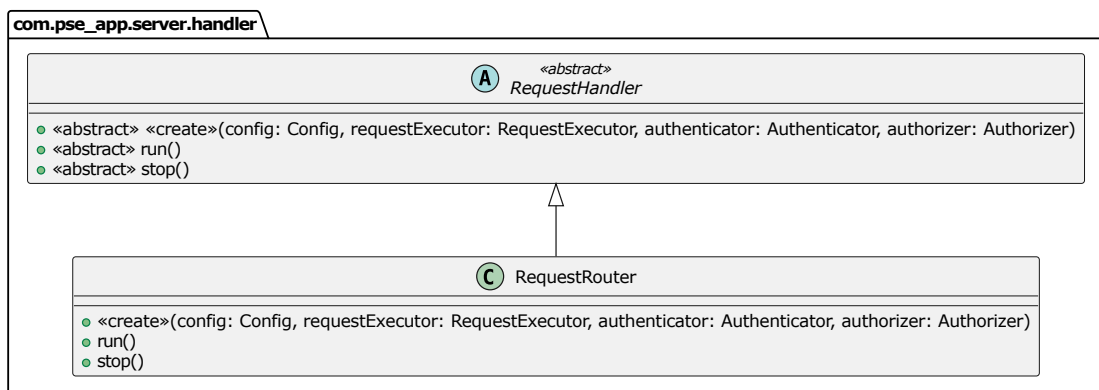 com.pse_app.server.handler
A
«abstract»
RequestHandler
«abstract» «create»(config: Config, requestExecutor: RequestExecutor, authenticator: Authenticator, authorizer: Authorizer)
«abstract» run()
«abstract» stop()
C
RequestRouter
«create»(config: Config, requestExecutor: RequestExecutor, authenticator: Authenticator, authorizer: Authorizer)
run()
stop()